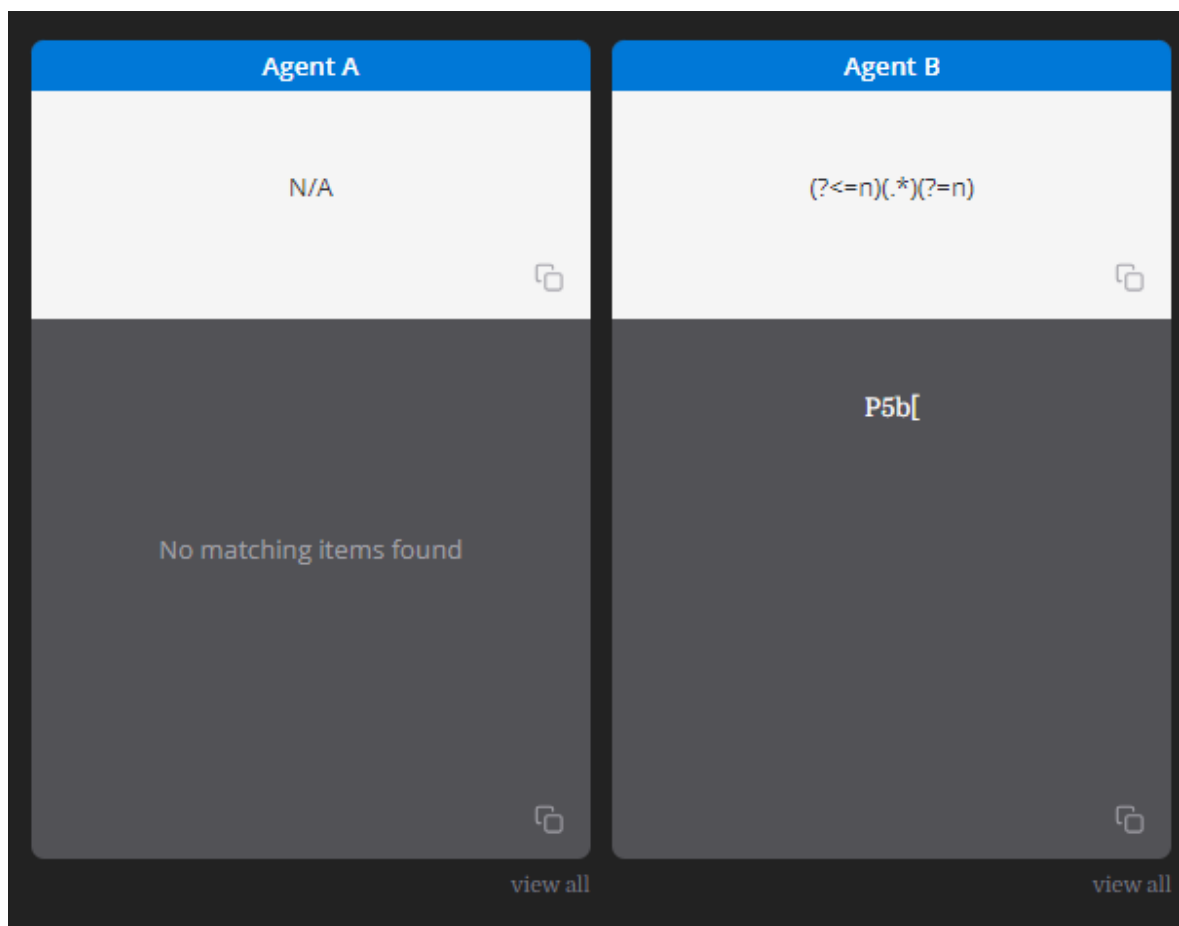 Agent A
N/A
No matching items found
view all
Agent B
(?<=n)(.*)(?=n)
P5b[
view all